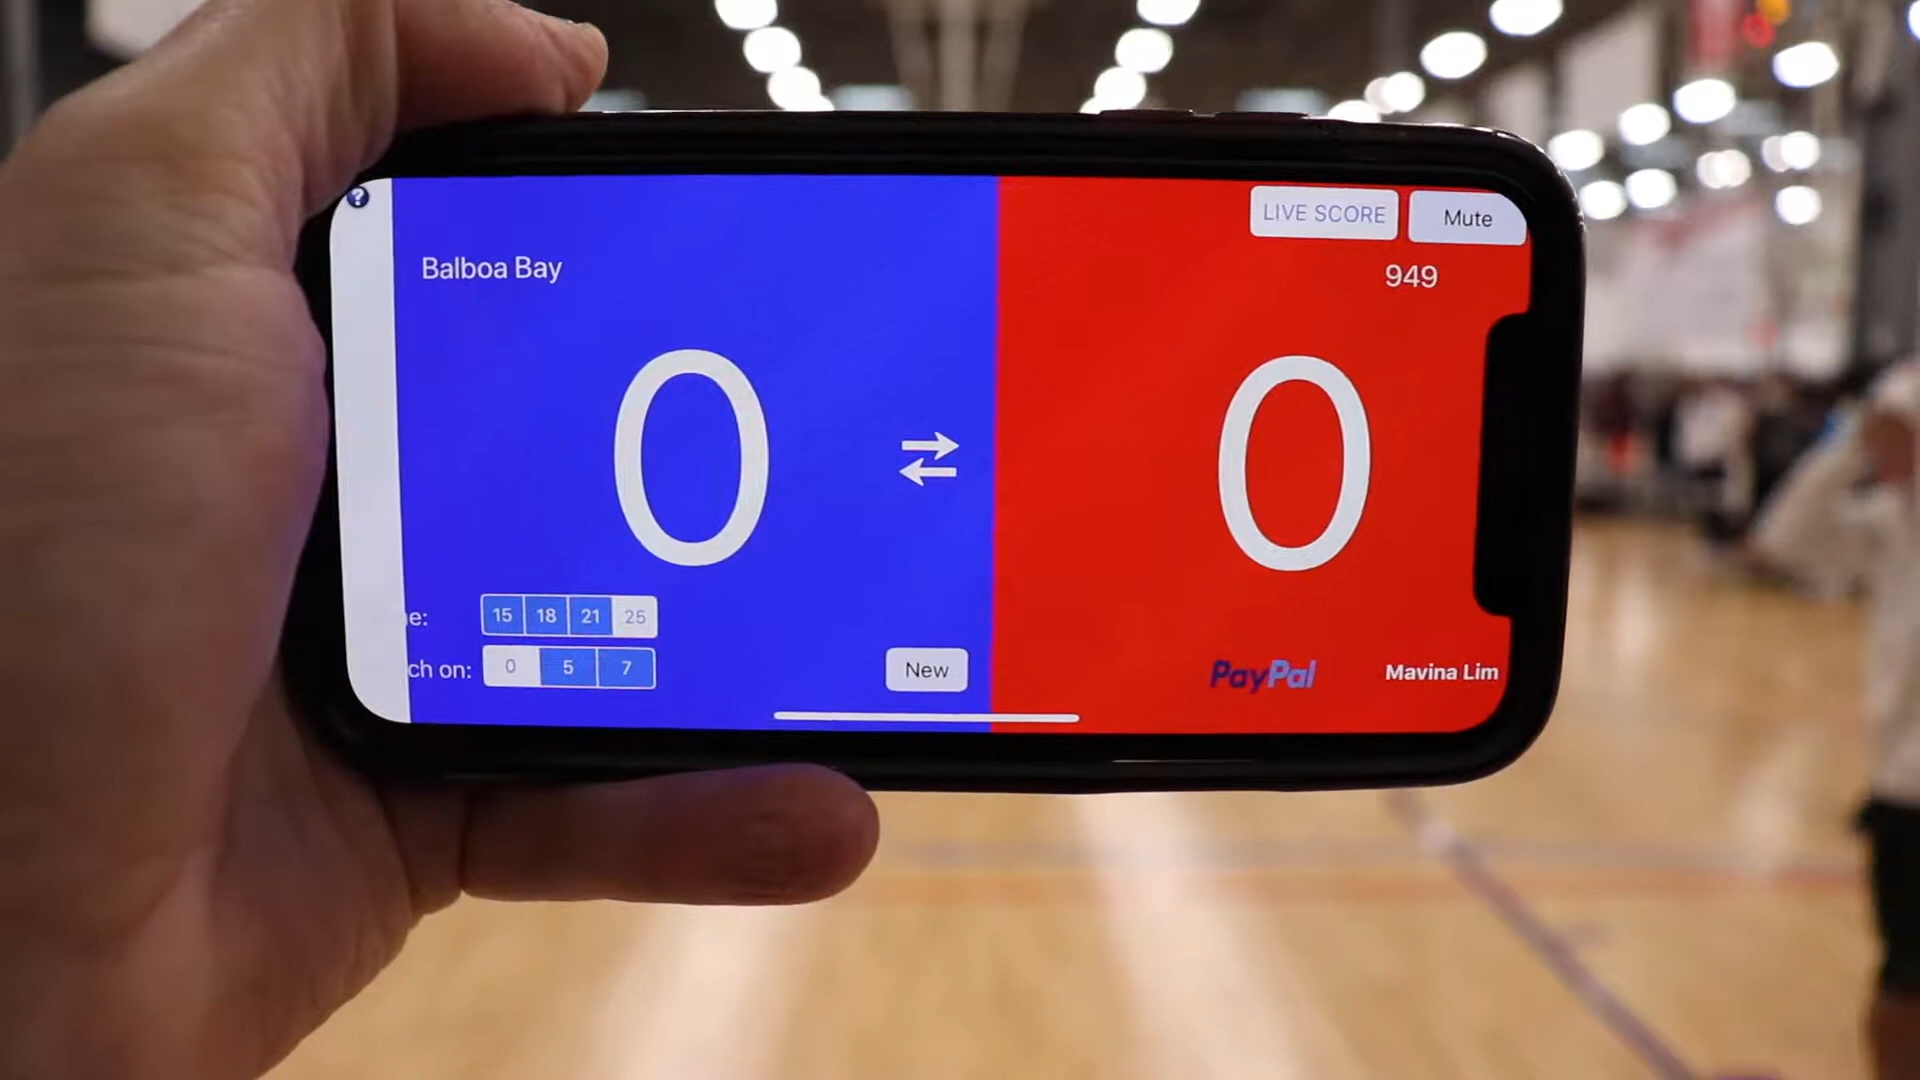 ?
LIVE SCORE
Mute
Balboa Bay
949
0
0
e:
15 18 21 25
ch on:
0 5 7
New
PayPal
Mavina Lim